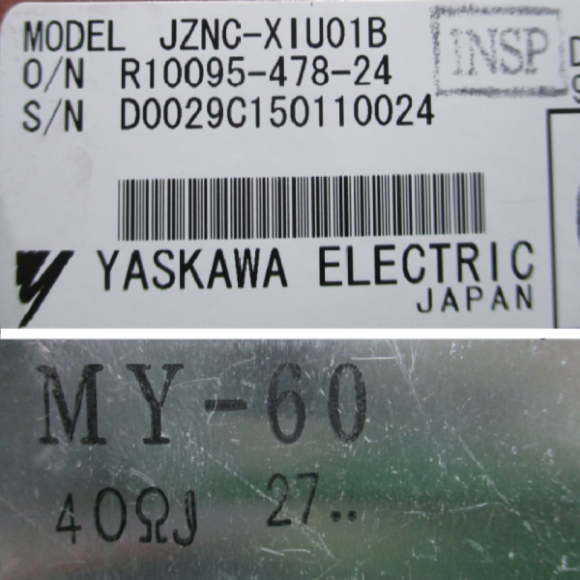 MODEL JZNC-XIU01B
O/N R10095-478-24
S/N D0029C150110024
INSP
YASKAWA ELECTRIC
JAPAN
MY-60
40ΩJ 27..